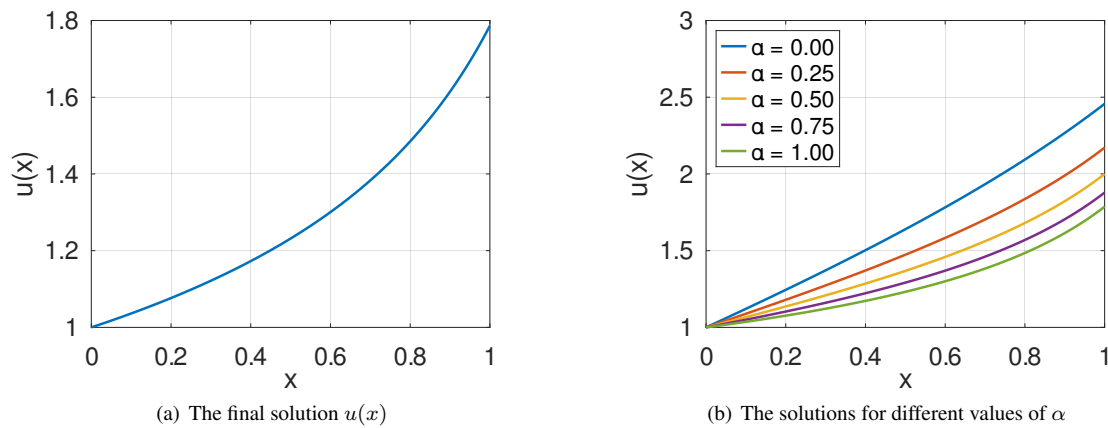 1.8
1.6
1.4
1.2
1
u(x)
0 0.2 0.4 0.6 0.8 1
x
(a) The final solution u(x)
3
2.5
2
1.5
1
u(x)
α = 0.00
α = 0.25
α = 0.50
α = 0.75
α = 1.00
0 0.2 0.4 0.6 0.8 1
x
(b) The solutions for different values of α